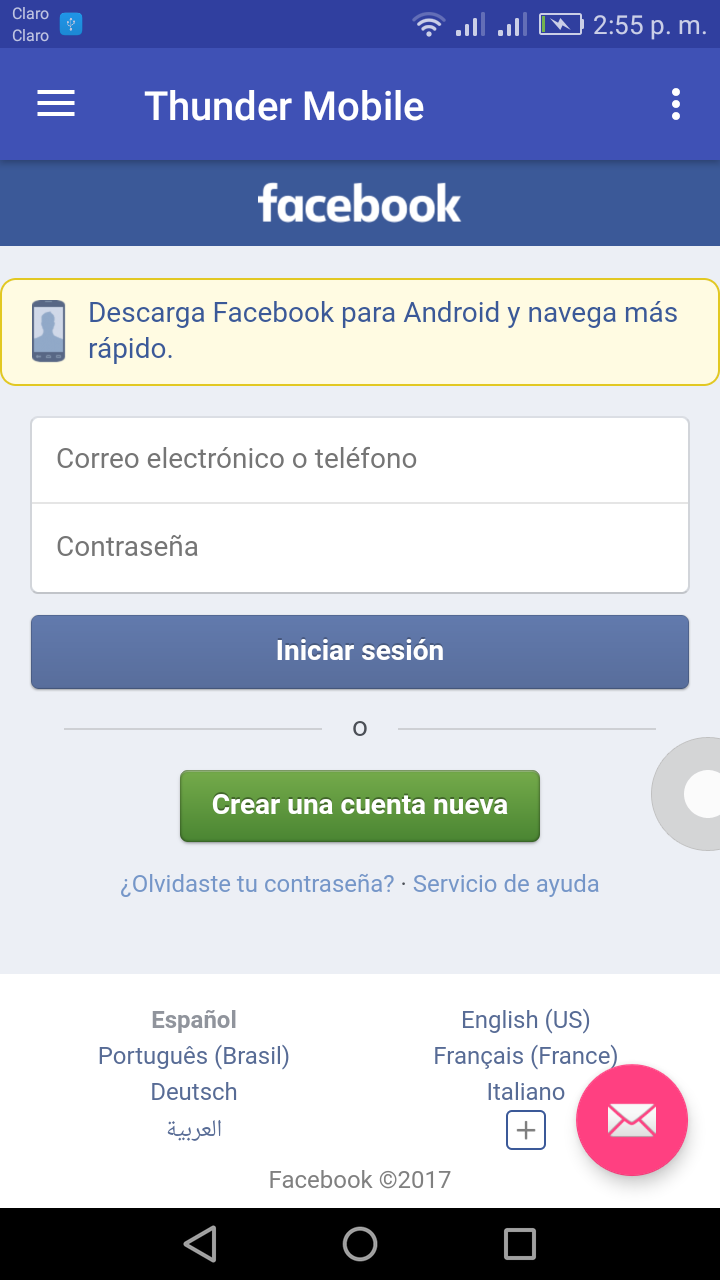 Claro
Claro
2:55 p. m.
Thunder Mobile
facebook
Descarga Facebook para Android y navega más
rápido.
Correo electrónico o teléfono
Contraseña
Iniciar sesión
o
Crear una cuenta nueva
¿Olvidaste tu contraseña? · Servicio de ayuda
Español English (US)
Português (Brasil) Français (France)
Deutsch Italiano
العربية
Facebook ©2017